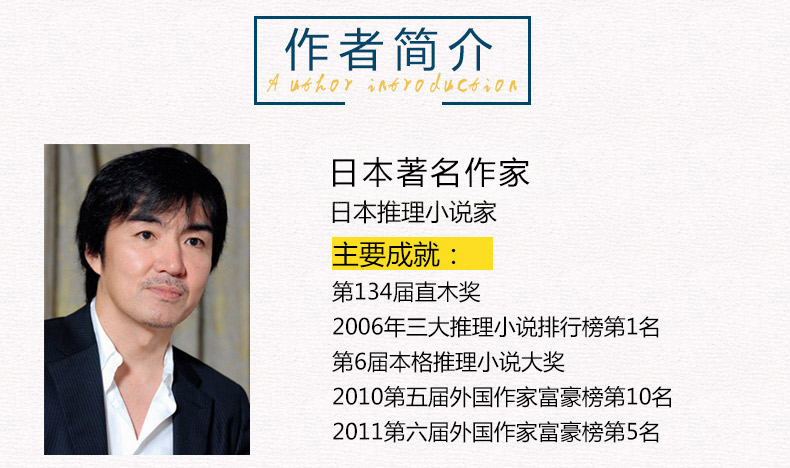 作者简介
Author introduction
日本著名作家
日本推理小说家
主要成就：
第134届直木奖
2006年三大推理小说排行榜第1名
第6届本格推理小说大奖
2010第五届外国作家富豪榜第10名
2011第六届外国作家富豪榜第5名